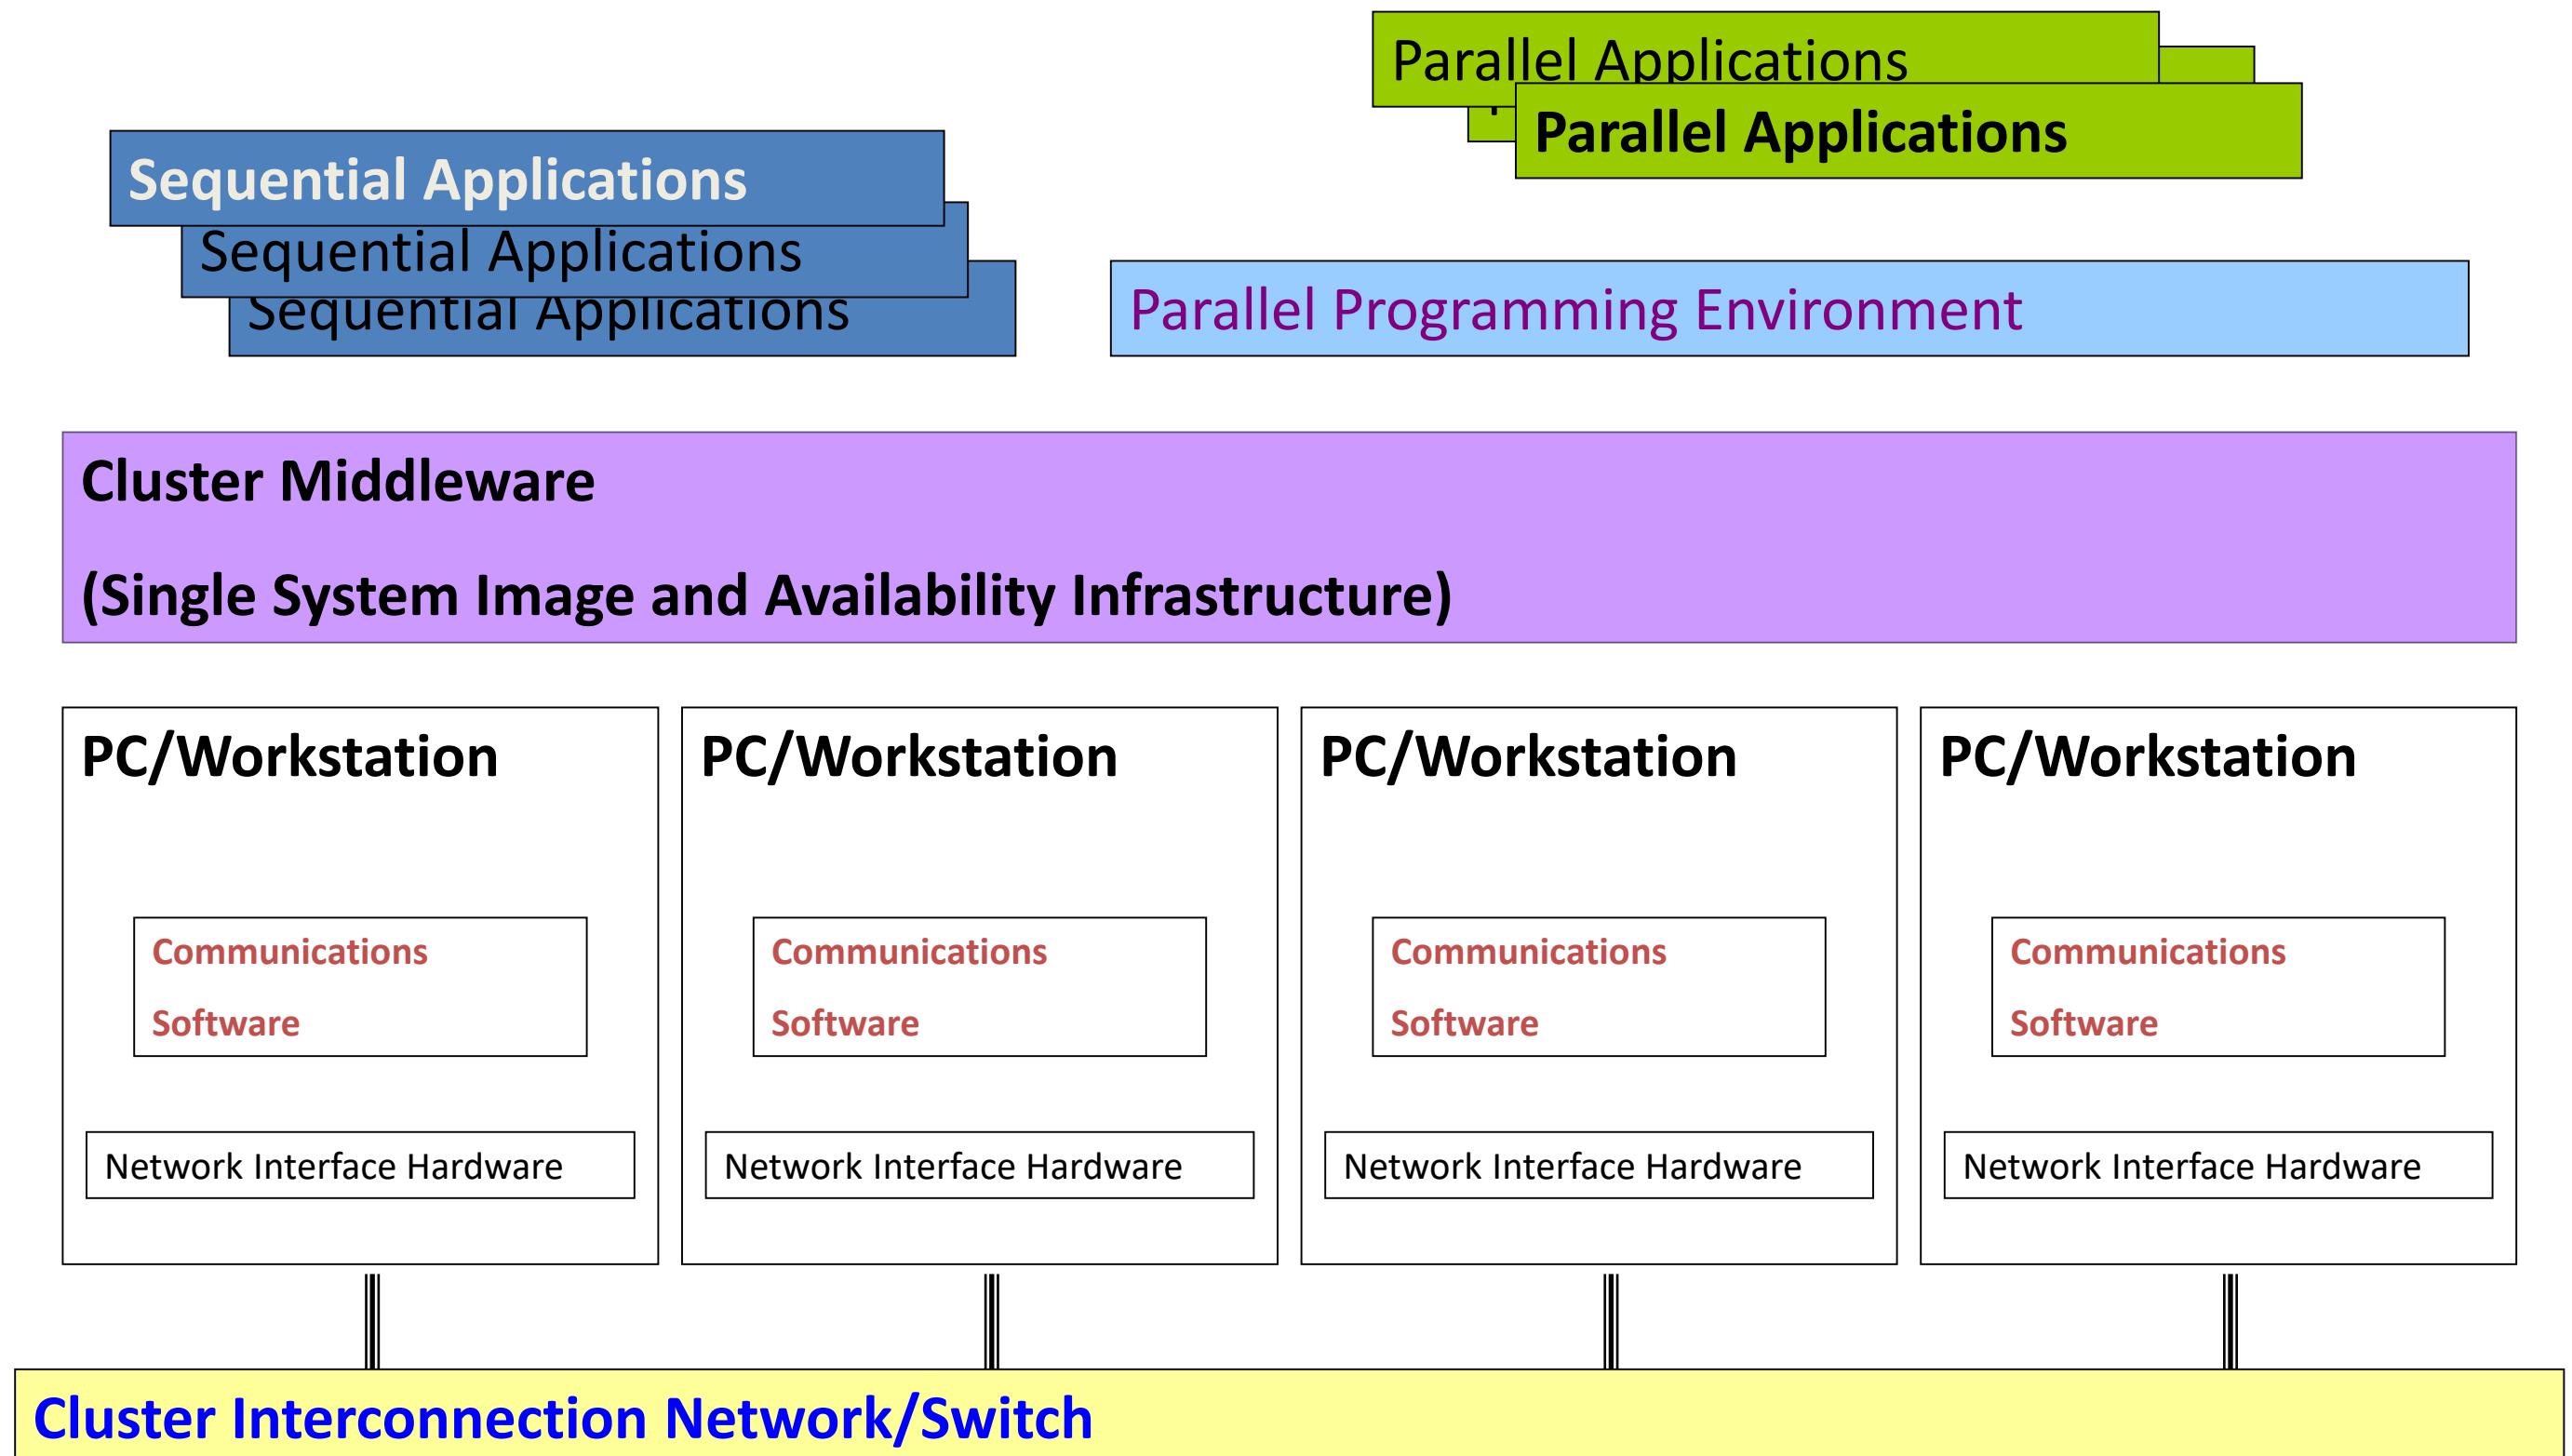 Parallel Applications
Parallel Applications
Sequential Applications
Sequential Applications
Sequential Applications
Parallel Programming Environment
Cluster Middleware
(Single System Image and Availability Infrastructure)
PC/Workstation
PC/Workstation
PC/Workstation
PC/Workstation
Communications
Software
Communications
Software
Communications
Software
Communications
Software
Network Interface Hardware
Network Interface Hardware
Network Interface Hardware
Network Interface Hardware
Cluster Interconnection Network/Switch